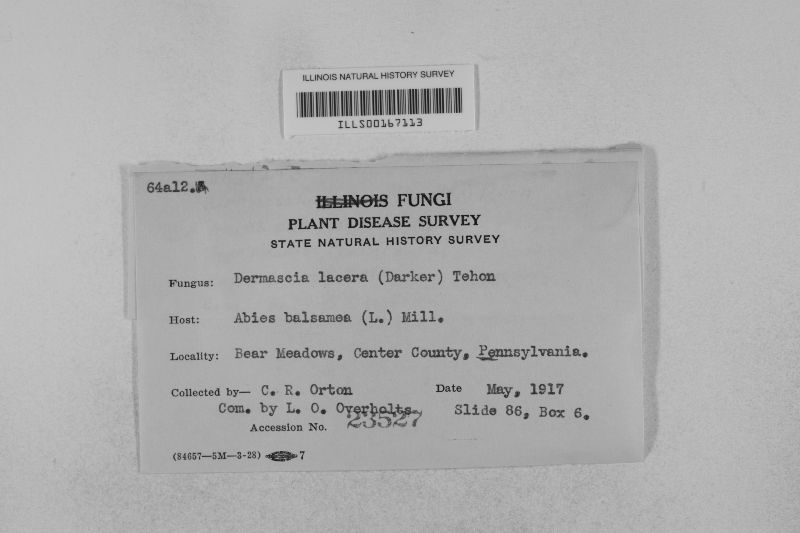 ILLINOIS NATURAL HISTORY SURVEY
ILLS00167113
64a12.
ILLINOIS FUNGI
PLANT DISEASE SURVEY
STATE NATURAL HISTORY SURVEY
Fungus: Dermascia lacera (Darker) Tehon
Host: Abies balsamea (L.) Mill.
Locality: Bear Meadows, Center County, Pennsylvania.
Collected by— C. R. Orton Date May, 1917
Com. by L. O. Overholts Slide 86, Box 6.
Accession No. 23527
(84657—5M—3-28) 7